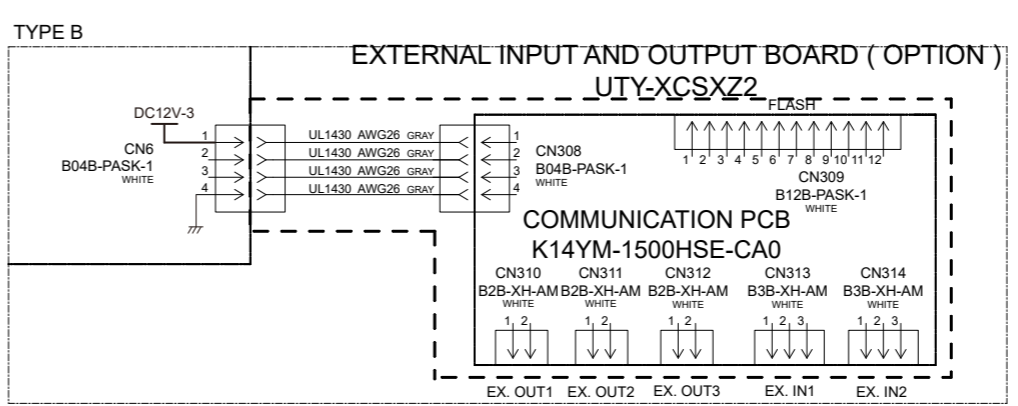 TYPE B
EXTERNAL INPUT AND OUTPUT BOARD ( OPTION )
UTY-XCSXZ2
FLASH
DC12V-3
CN6
B04B-PASK-1
WHITE
1
2
3
4
UL1430 AWG26 GRAY
UL1430 AWG26 GRAY
UL1430 AWG26 GRAY
UL1430 AWG26 GRAY
1
2
3
4
CN308
B04B-PASK-1
WHITE
1 2 3 4 5 6 7 8 9 10 11 12
CN309
B12B-PASK-1
WHITE
COMMUNICATION PCB
K14YM-1500HSE-CA0
CN310 CN311 CN312 CN313 CN314
B2B-XH-AM B2B-XH-AM B2B-XH-AM B3B-XH-AM B3B-XH-AM
WHITE WHITE WHITE WHITE WHITE
1 2 1 2 1 2 1 2 3 1 2 3
EX. OUT1 EX. OUT2 EX. OUT3 EX. IN1 EX. IN2